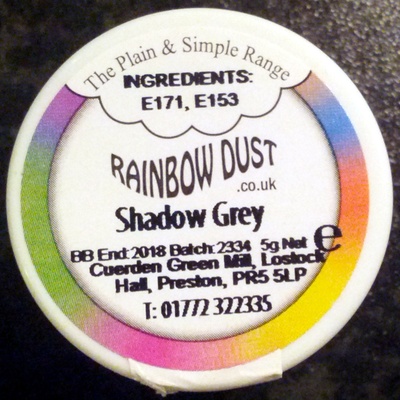 The Plain & Simple Range
INGREDIENTS:
E171, E153
RAINBOW DUST
.co.uk
Shadow Grey
BB End: 2018 Batch: 2334 5g Net e
Cuerden Green Mill, Lostock
Hall, Preston, PR5 5LP
T: 01772 322335